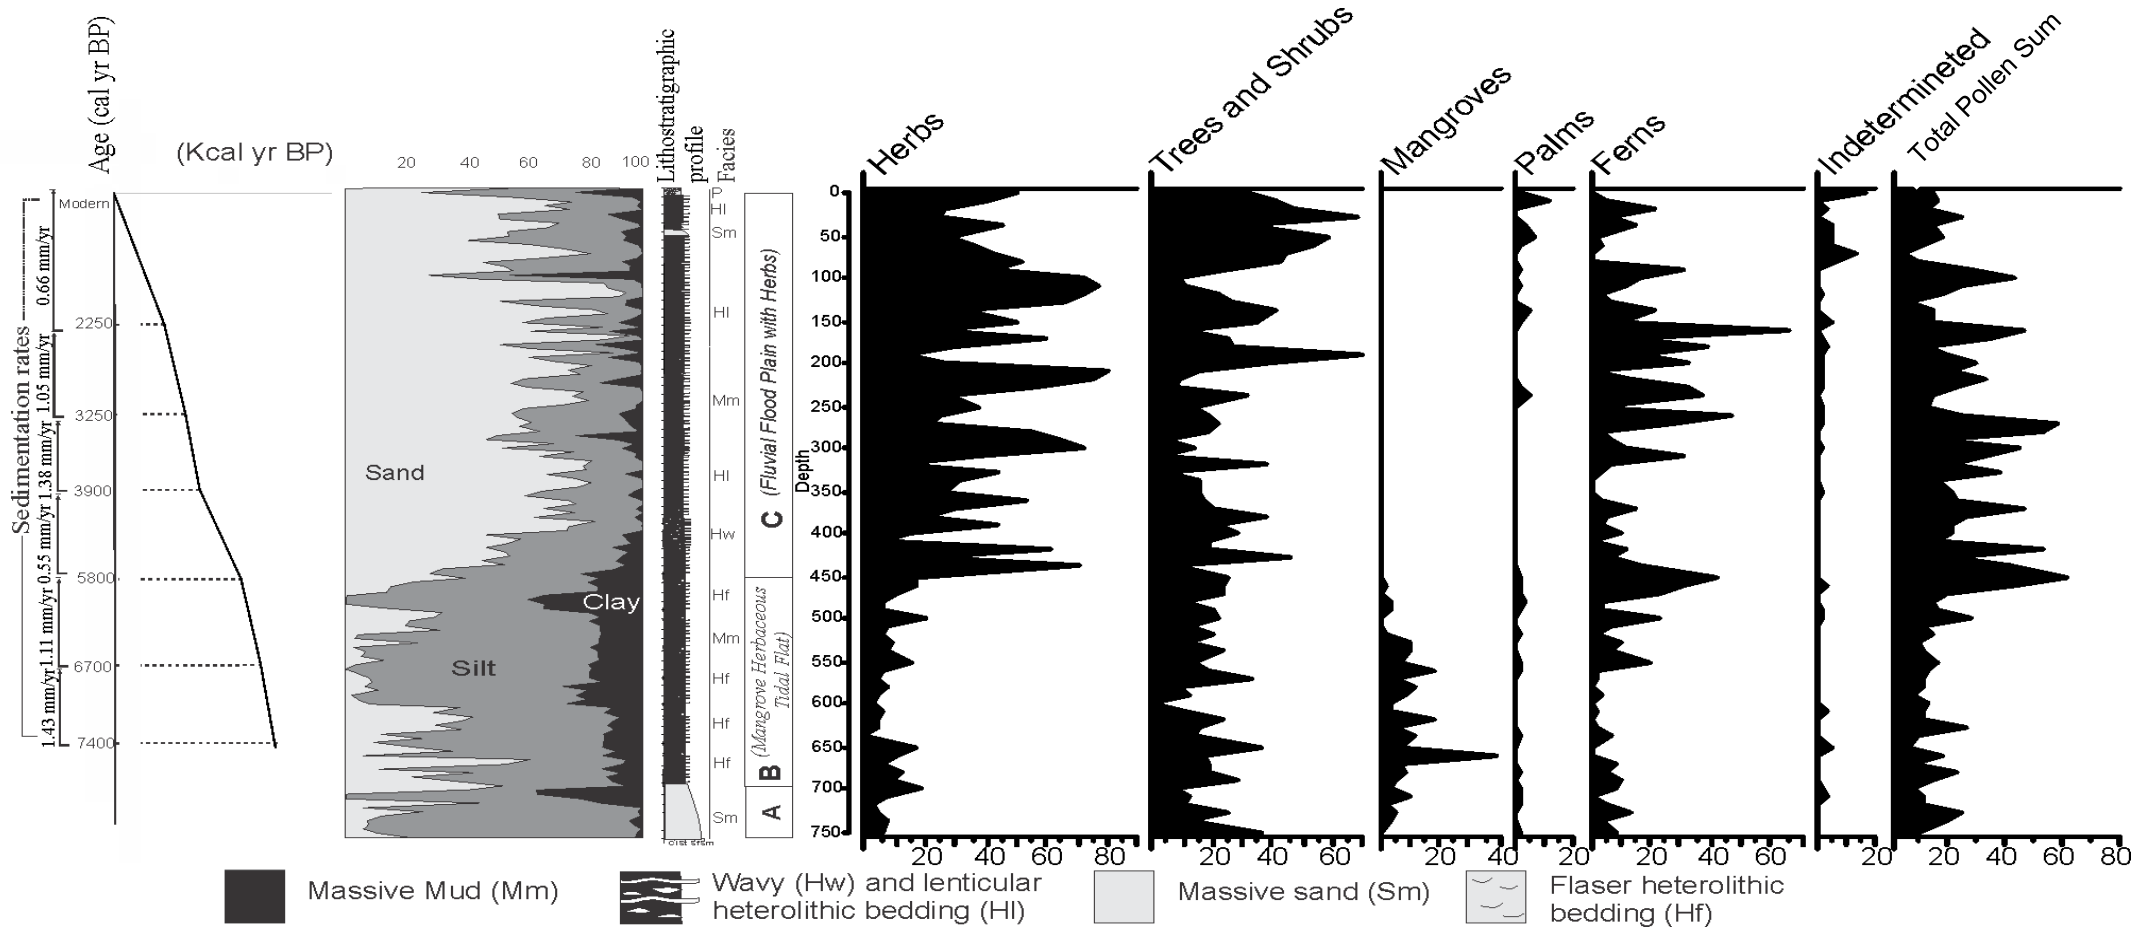 Age (cal yr BP)
(Kcal yr BP)
20 40 60 80 100
Lithostratigraphic
profile
Facies
Herbs
Trees and Shrubs
Mangroves
Palms
Ferns
Indetermineted
Total Pollen Sum
Sedimentation rates
Modern
2250
3250
3900
5800
6700
7400
0.66 mm/yr
1.05 mm/yr
1.38 mm/yr
0.55 mm/yr
1.11 mm/yr
1.43 mm/yr
Sand
Silt
Clay
P
Hl
Sm
Hl
Mm
Hl
Hw
Hf
Mm
Hf
Hf
Hf
Sm
C (Fluvial Flood Plain with Herbs)
B (Mangrove Herbaceous
Tidal Flat)
A
Depth
0
50
100
150
200
250
300
350
400
450
500
550
600
650
700
750
20 40 60 80
20 40 60
20 40
20
20 40 60
20
20 40 60 80
Massive Mud (Mm)
Wavy (Hw) and lenticular
heterolithic bedding (Hl)
Massive sand (Sm)
Flaser heterolithic
bedding (Hf)